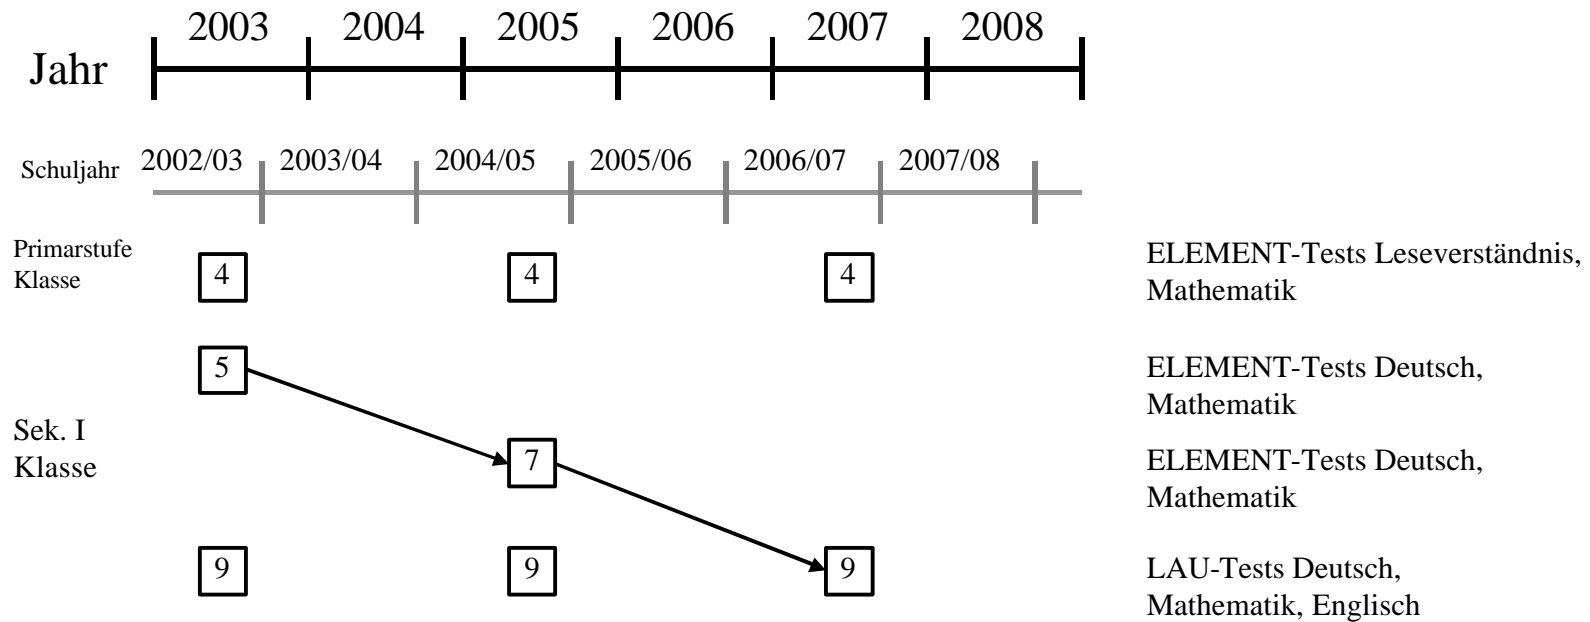 2003 2004 2005 2006 2007 2008
Jahr
Schuljahr 2002/03 2003/04 2004/05 2005/06 2006/07 2007/08
Primarstufe
Klasse
4 4 4
ELEMENT-Tests Leseverständnis,
Mathematik
5
ELEMENT-Tests Deutsch,
Mathematik
Sek. I
Klasse
7
ELEMENT-Tests Deutsch,
Mathematik
9 9 9
LAU-Tests Deutsch,
Mathematik, Englisch